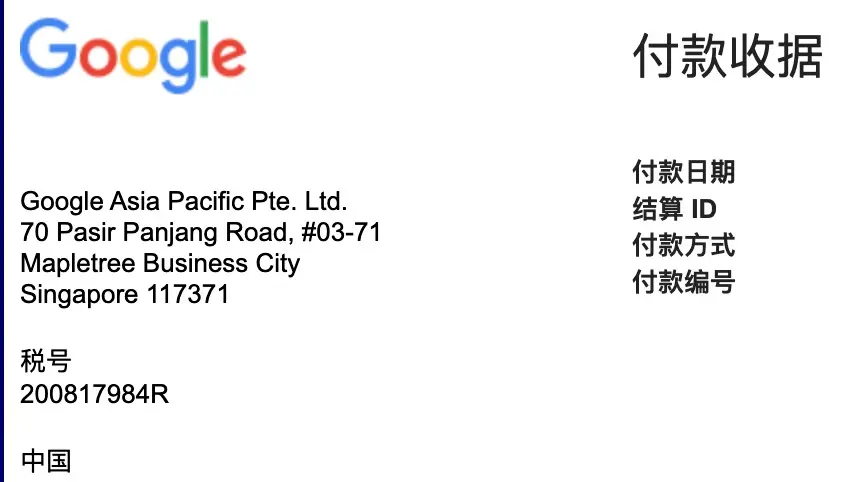 Google
付款收据
Google Asia Pacific Pte. Ltd.
70 Pasir Panjang Road, #03-71
Mapletree Business City
Singapore 117371
税号
200817984R
中国
付款日期
结算 ID
付款方式
付款编号